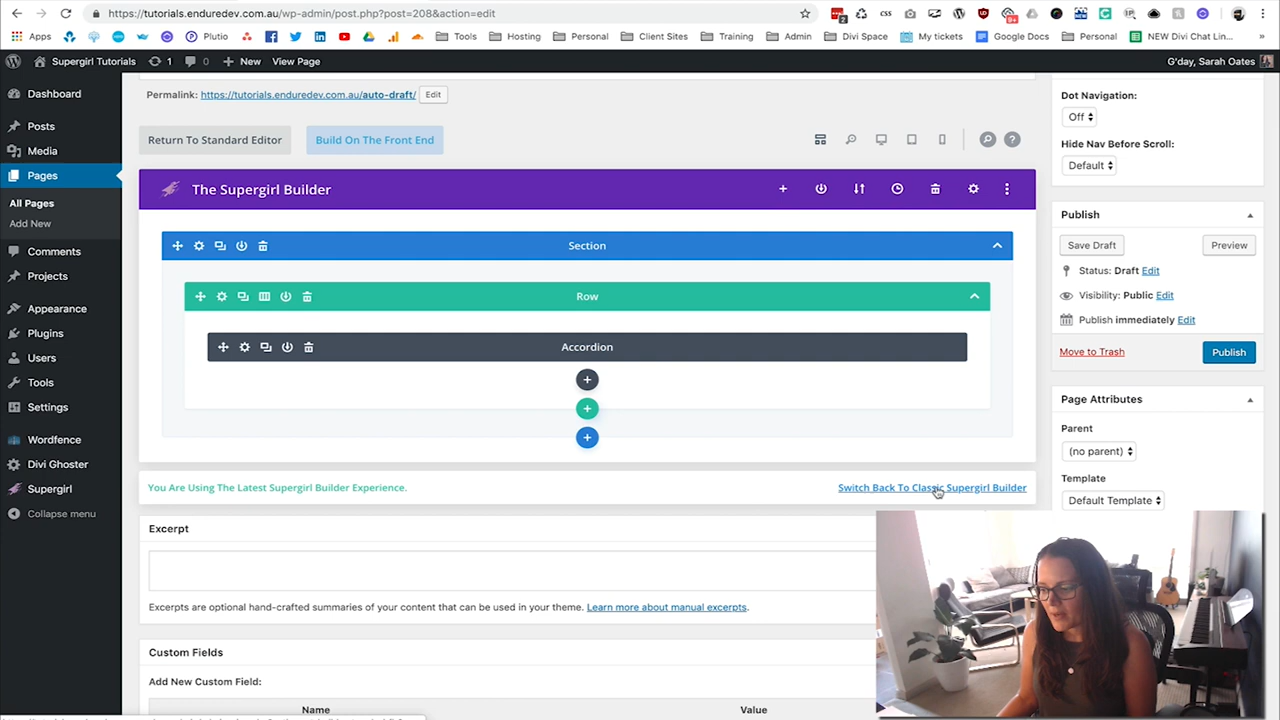 https://tutorials.enduredev.com.au/wp-admin/post.php?post=208&action=edit
Apps
Plutio
Tools
Hosting
Personal
Client Sites
Training
Admin
Divi Space
My tickets
Google Docs
Personal
NEW Divi Chat Lin...
Supergirl Tutorials
1
0
New
View Page
G'day, Sarah Oates
Dashboard
Posts
Media
Pages
All Pages
Add New
Comments
Projects
Appearance
Plugins
Users
Tools
Settings
Wordfence
Divi Ghoster
Supergirl
Collapse menu
Permalink: https://tutorials.enduredev.com.au/auto-draft/ Edit
Return To Standard Editor
Build On The Front End
The Supergirl Builder
Section
Row
Accordion
You Are Using The Latest Supergirl Builder Experience.
Switch Back To Classic Supergirl Builder
Excerpt
Excerpts are optional hand-crafted summaries of your content that can be used in your theme. Learn more about manual excerpts.
Custom Fields
Add New Custom Field:
Name
Value
Dot Navigation:
Off
Hide Nav Before Scroll:
Default
Publish
Save Draft
Preview
Status: Draft Edit
Visibility: Public Edit
Publish immediately Edit
Move to Trash
Publish
Page Attributes
Parent
(no parent)
Template
Default Template